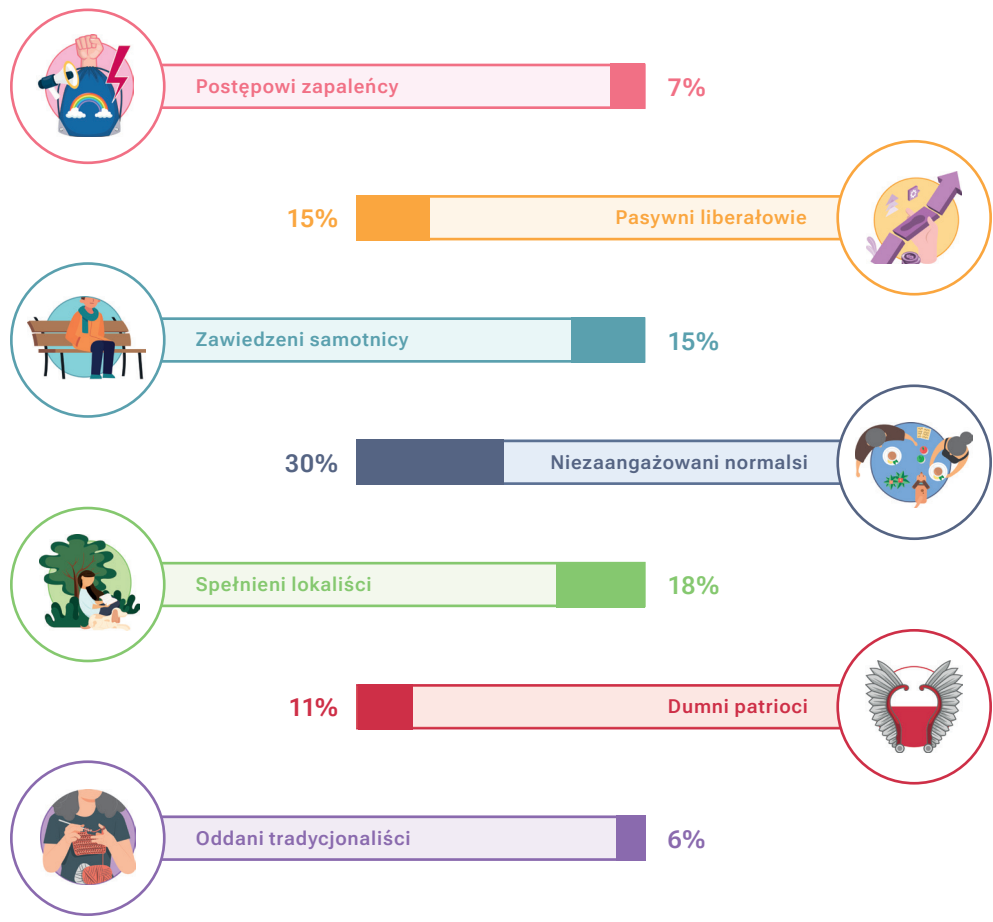 Postępowi zapaleńcy 7%
15% Pasywni liberałowie
Zawiedzeni samotnicy 15%
30% Niezaangażowani normalsi
Spełnieni lokaliści 18%
11% Dumni patrioci
Oddani tradycjonaliści 6%